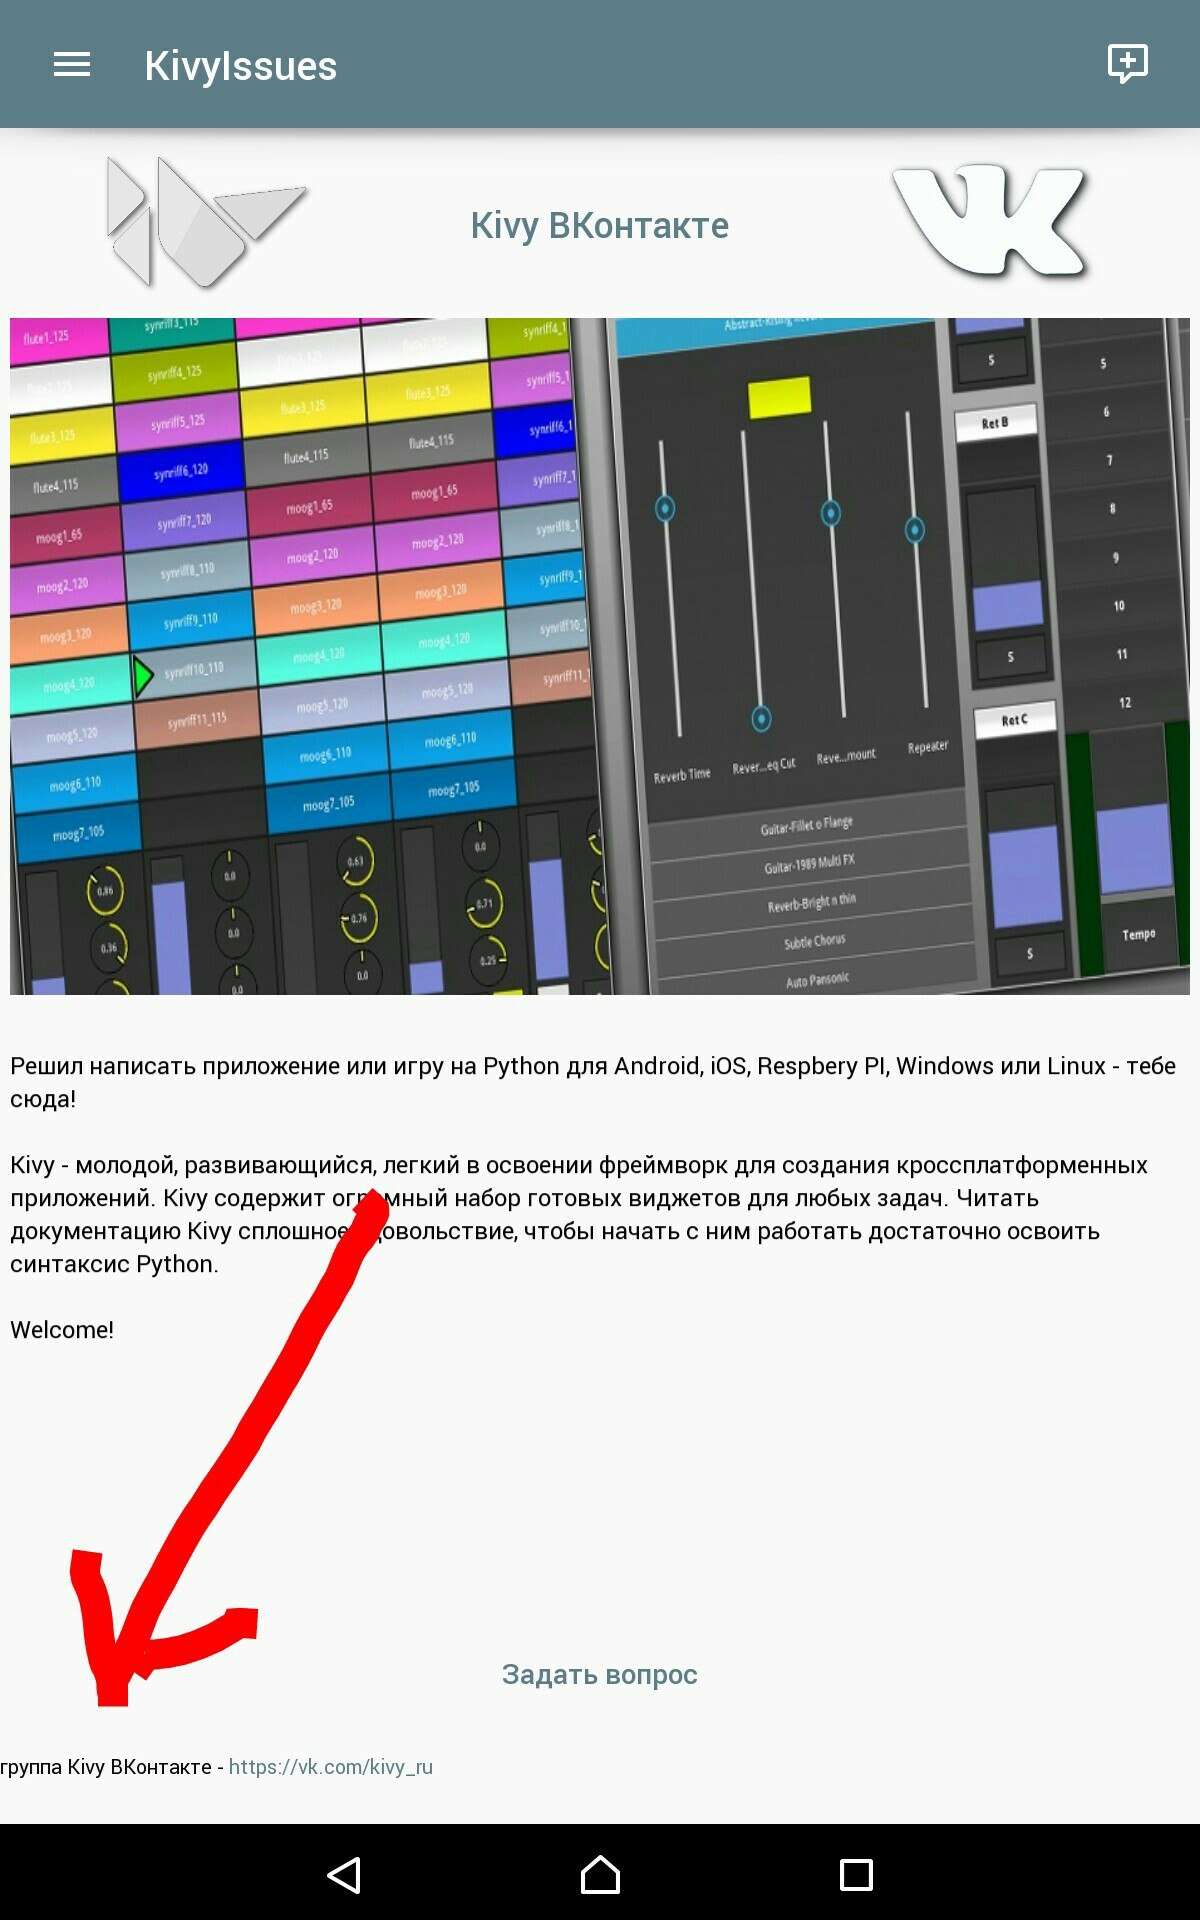 KivyIssues
Kivy ВКонтакте
flute1_125
synriff3_115
synriff4_1
flute2_125
synriff4_125
flute2_125
flute2_125
synriff5_1
flute3_125
synriff5_125
flute3_125
flute3_125
synriff6_1
flute4_115
synriff6_120
flute4_115
flute4_115
synriff7_1
moog1_65
synriff7_120
moog1_65
moog1_65
synriff8_1
moog2_120
synriff8_110
moog2_120
moog2_120
synriff9_1
moog3_120
synriff9_110
moog3_120
moog3_120
synriff10_
moog4_120
synriff10_110
moog4_120
moog4_120
synriff11_1
moog5_120
synriff11_115
moog5_120
moog5_120
moog6_110
moog6_110
moog6_110
moog7_105
moog7_105
moog7_105
0.86
0.0
0.63
0.0
0.36
0.0
0.76
0.71
0.0
0.0
0.25
Abstract-Rising
Reverb Time
Rever...eq Cut
Reve...mount
Repeater
Guitar-Fillet o Flange
Guitar-1989 Multi FX
Reverb-Bright n thin
Subtle Chorus
Auto Pansonic
S
Ret B
S
Ret C
S
5
6
7
8
9
10
11
12
Tempo
Решил написать приложение или игру на Python для Android, iOS, Respbery PI, Windows или Linux - тебе
сюда!
Kivy - молодой, развивающийся, легкий в освоении фреймворк для создания кроссплатформенных
приложений. Kivy содержит огромный набор готовых виджетов для любых задач. Читать
документацию Kivy сплошное удовольствие, чтобы начать с ним работать достаточно освоить
синтаксис Python.
Welcome!
Задать вопрос
группа Kivy ВКонтакте - https://vk.com/kivy_ru